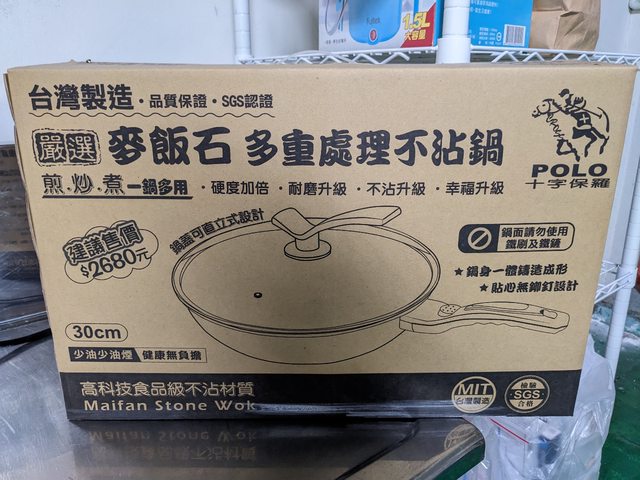 Futek
1.5L
大容量
台灣製造・品質保證・SGS認證
嚴選 麥飯石 多重處理不沾鍋
POLO
十字保羅
煎.炒.煮 一鍋多用 ・硬度加倍 ・耐磨升級 ・不沾升級 ・幸福升級
建議售價
$2680元
鍋蓋可直立式設計
鍋面請勿使用
鐵刷及鐵鏟
★鍋身一體鑄造成形
★貼心無鉚釘設計
30cm
少油少油煙 健康無負擔
高科技食品級不沾材質
Maifan Stone Wok
MIT
台灣製造
檢驗
SGS
合格